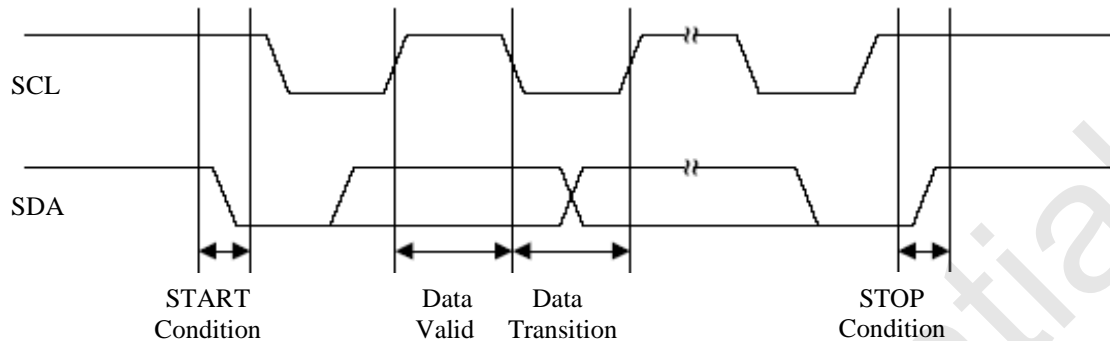 SCL
SDA
START Condition
Data Valid
Data Transition
STOP Condition